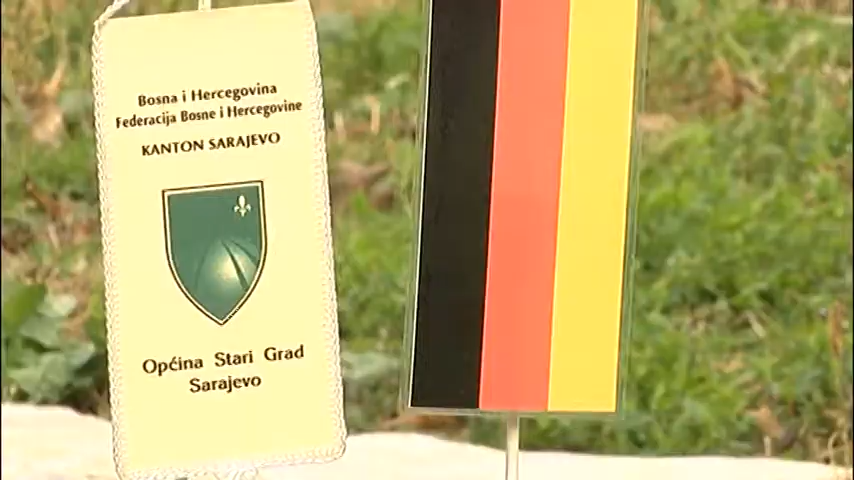 Bosna i Hercegovina
Federacija Bosne i Hercegovine
KANTON SARAJEVO
Općina Stari Grad
Sarajevo